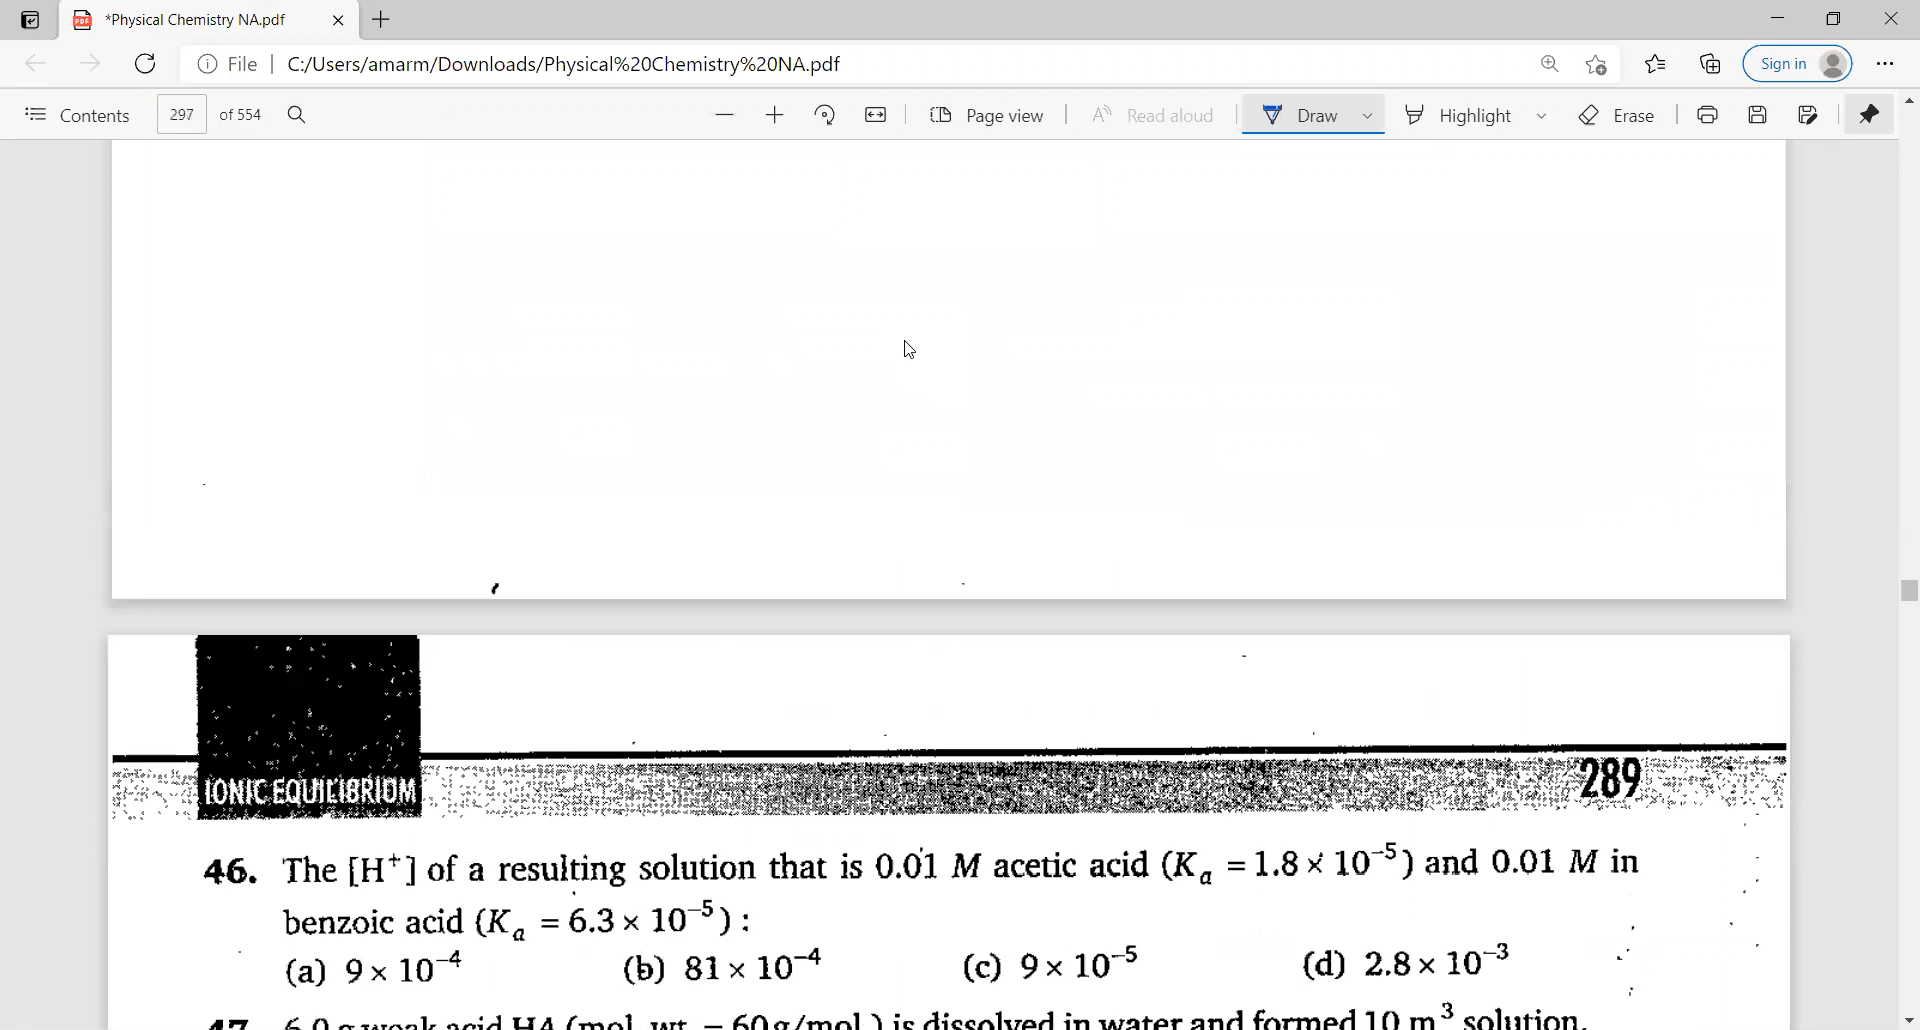 *Physical Chemistry NA.pdf
File | C:/Users/amarm/Downloads/Physical%20Chemistry%20NA.pdf
Sign in
Contents 297 of 554 Page view Read aloud Draw Highlight Erase
IONIC EQUILIBRIUM 289
46. The [H⁺] of a resulting solution that is 0.01 M acetic acid (Kₐ = 1.8 × 10⁻⁵) and 0.01 M in
benzoic acid (Kₐ = 6.3 × 10⁻⁵) :
(a) 9 × 10⁻⁴ (b) 81 × 10⁻⁴ (c) 9 × 10⁻⁵ (d) 2.8 × 10⁻³
47. 6.0 g weak acid HA (mol. wt. = 60 g/mol.) is dissolved in water and formed 10 m³ solution.